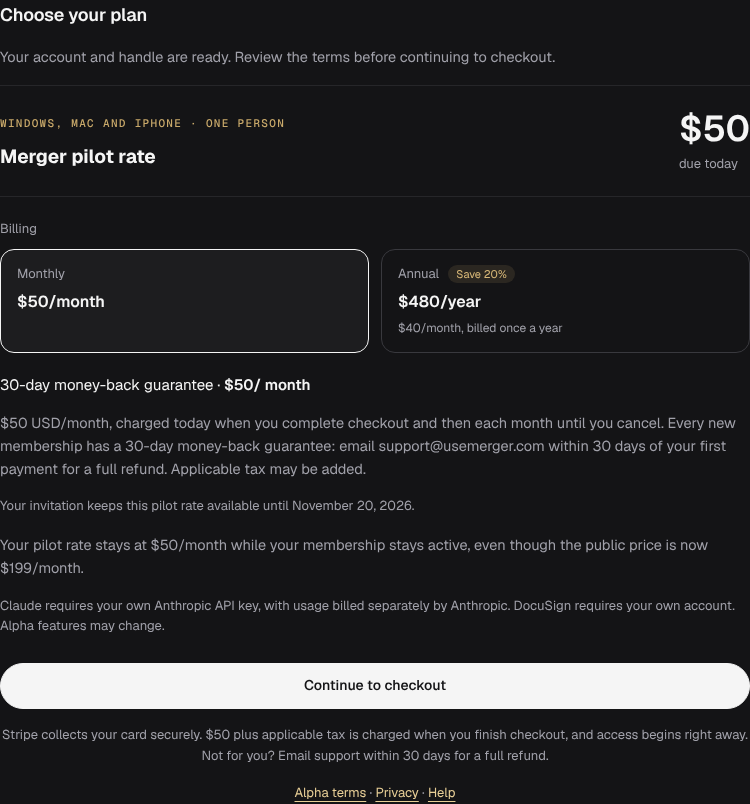 Choose your plan
Your account and handle are ready. Review the terms before continuing to checkout.
WINDOWS, MAC AND IPHONE · ONE PERSON
Merger pilot rate
$50
due today
Billing
Monthly
$50/month
Annual Save 20%
$480/year
$40/month, billed once a year
30-day money-back guarantee · $50/ month
$50 USD/month, charged today when you complete checkout and then each month until you cancel. Every new
membership has a 30-day money-back guarantee: email support@usemerger.com within 30 days of your first
payment for a full refund. Applicable tax may be added.
Your invitation keeps this pilot rate available until November 20, 2026.
Your pilot rate stays at $50/month while your membership stays active, even though the public price is now
$199/month.
Claude requires your own Anthropic API key, with usage billed separately by Anthropic. DocuSign requires your own account.
Alpha features may change.
Continue to checkout
Stripe collects your card securely. $50 plus applicable tax is charged when you finish checkout, and access begins right away.
Not for you? Email support within 30 days for a full refund.
Alpha terms · Privacy · Help